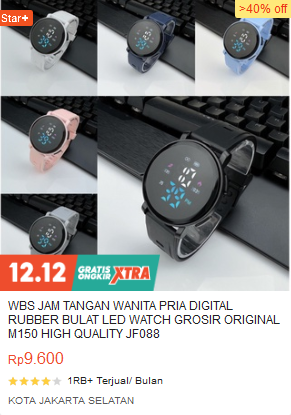 >40% off
Star+
12.12
GRATIS
ONGKIR
XTRA
WBS JAM TANGAN WANITA PRIA DIGITAL
RUBBER BULAT LED WATCH GROSIR ORIGINAL
M150 HIGH QUALITY JF088
Rp9.600
1RB+ Terjual/ Bulan
KOTA JAKARTA SELATAN